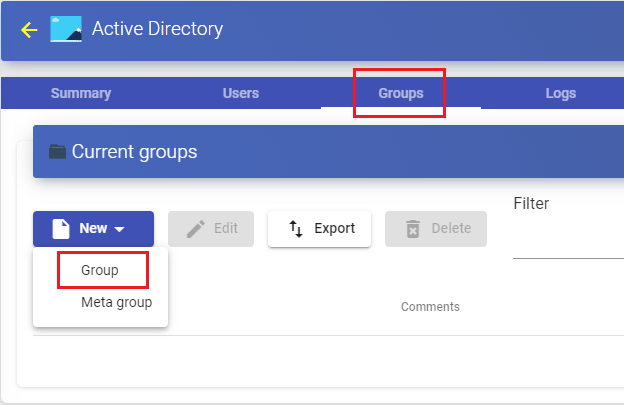 Active Directory
Summary Users Groups Logs
Current groups
Filter
New Edit Export Delete
Group
Meta group
Comments